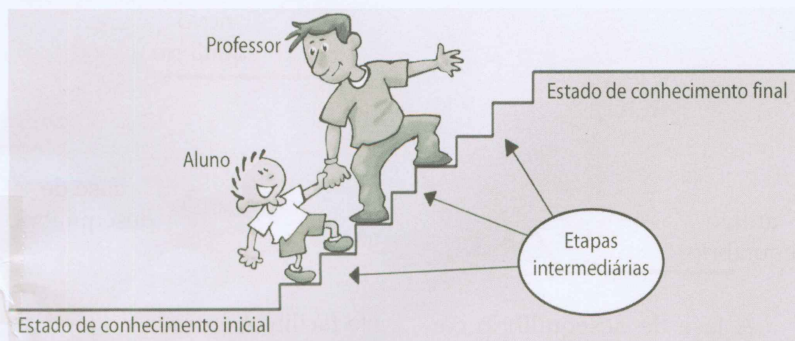 Professor
Estado de conhecimento final
Aluno
Etapas
intermediárias
Estado de conhecimento inicial